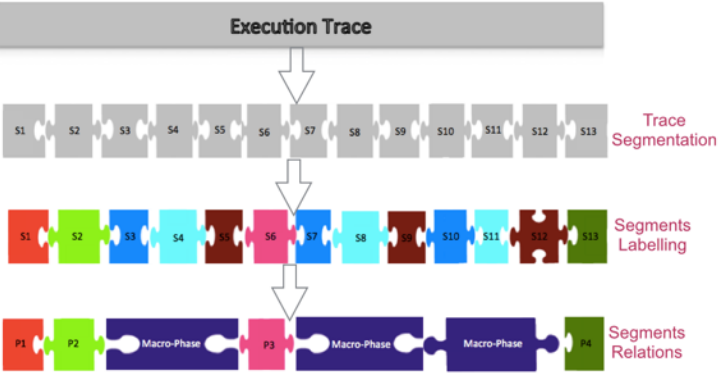 Execution Trace
S1 S2 S3 S4 S5 S6 S7 S8 S9 S10 S11 S12 S13
Trace
Segmentation
S1 S2 S3 S4 S5 S6 S7 S8 S9 S10 S11 S12 S13
Segments
Labelling
P1 P2 Macro-Phase P3 Macro-Phase Macro-Phase P4
Segments
Relations